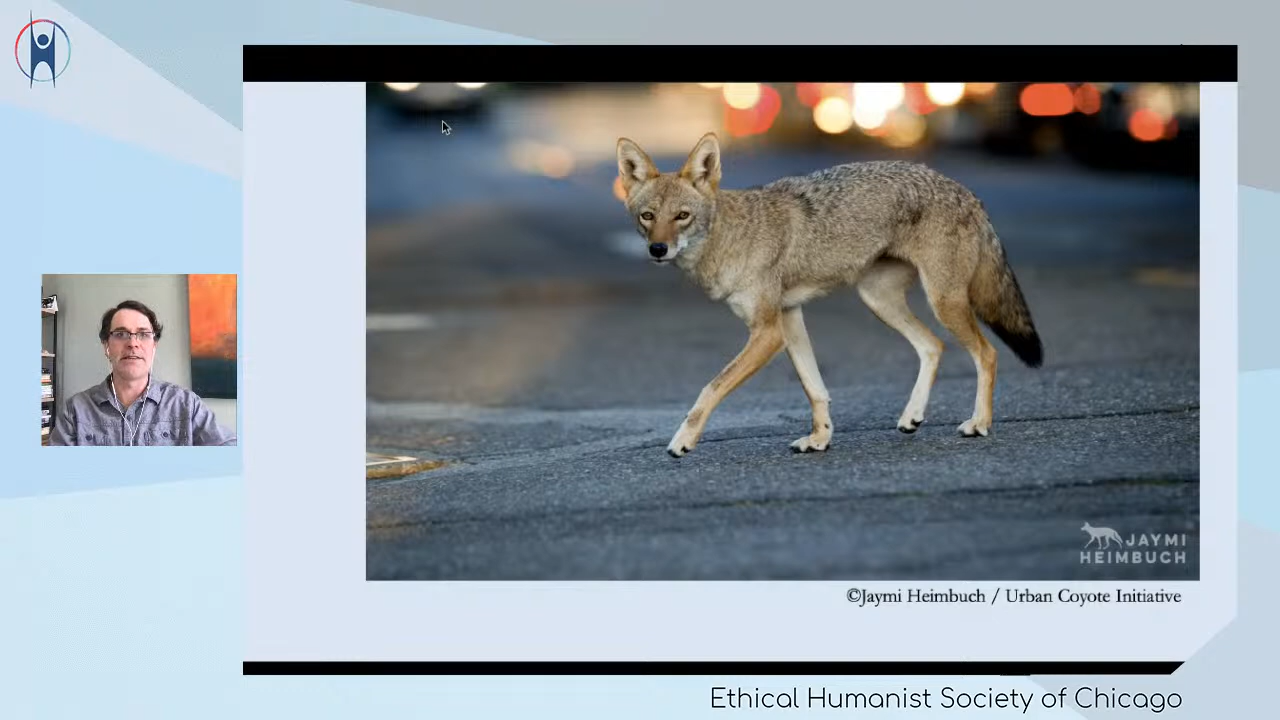 JAYMI
HEIMBUCH
©Jaymi Heimbuch / Urban Coyote Initiative
Ethical Humanist Society of Chicago